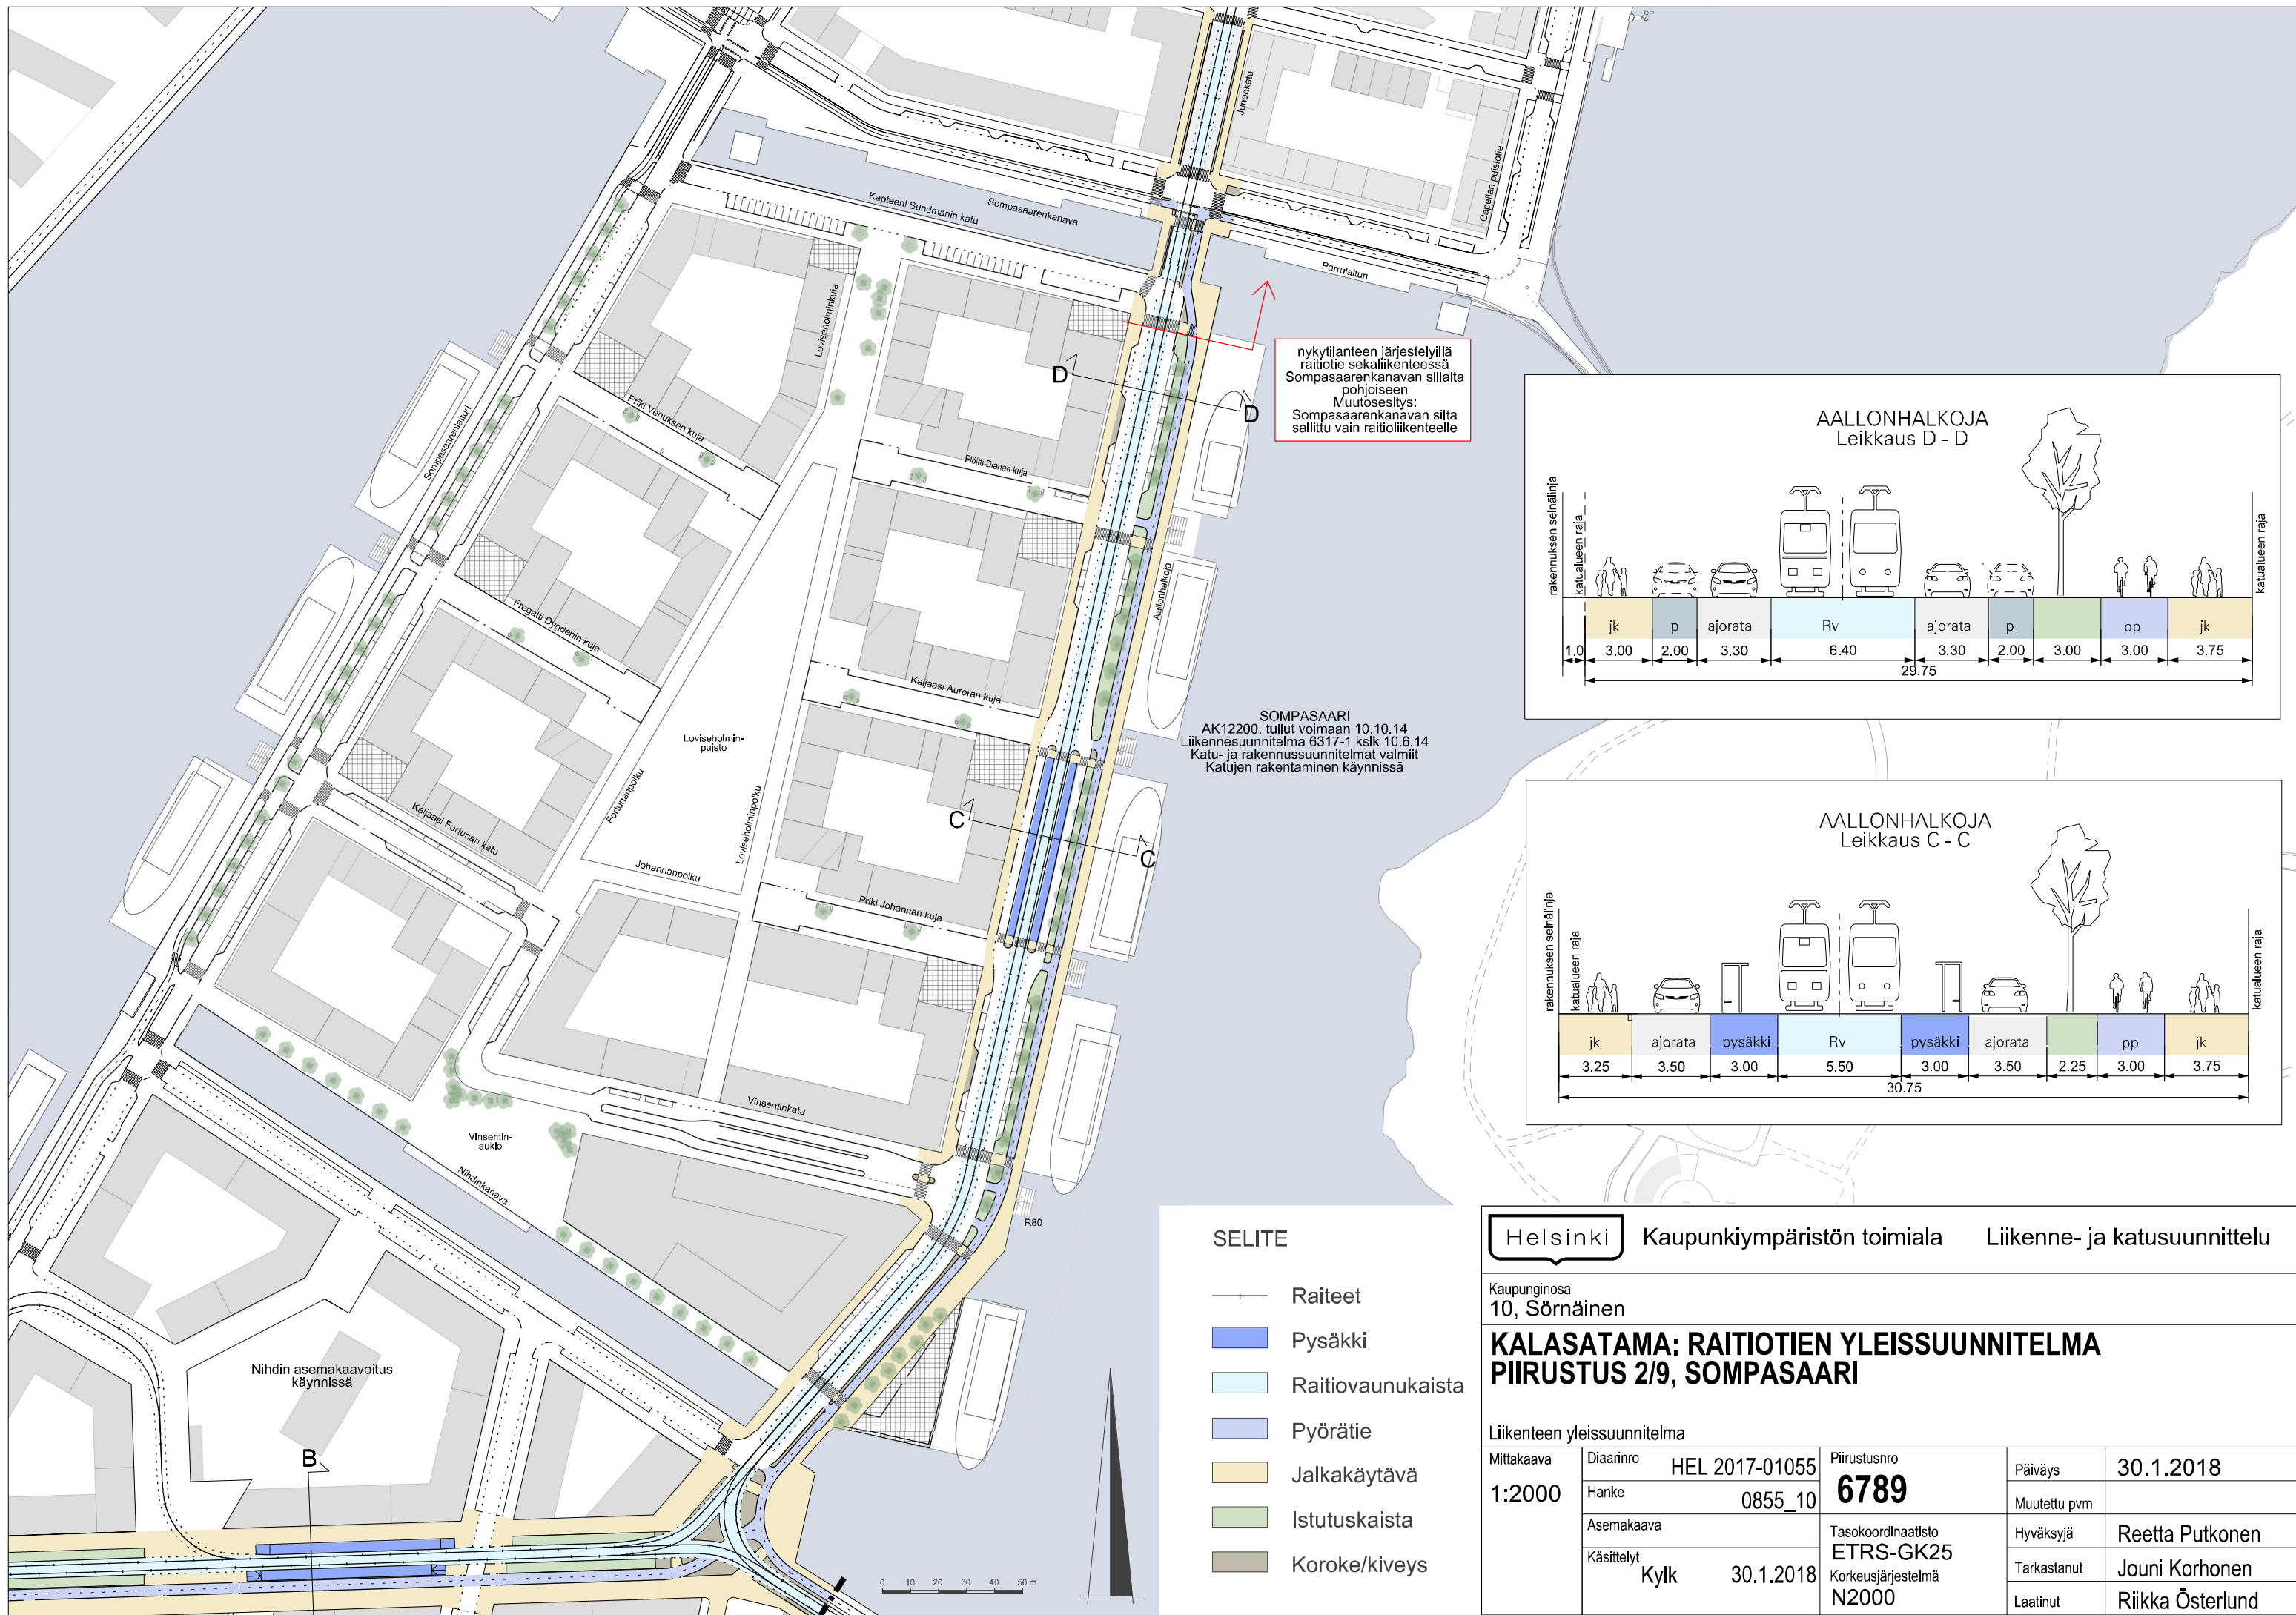 Junonkatu
Capellan puistotie
Kapteeni Sundmanin katu
Sompasaarenkanava
Parrulaituri
Loviseholminkuja
nykytilanteen järjestelyillä
raitiotie sekaliikenteessä
Sompasaarenkanavan sillalta
pohjoiseen
Muutosesitys:
Sompasaarenkanavan silta
sallittu vain raitioliikenteelle
D
D
Sompasaarenlaituri
Priki Venuksen kuja
Flöitti Dianan kuja
Aallonhalkoja
Fregatti Dygdenin kuja
Kaljaasi Auroran kuja
SOMPASAARI
AK12200, tullut voimaan 10.10.14
Liikennesuunnitelma 6317-1 kslk 10.6.14
Katu- ja rakennussuunnitelmat valmiit
Katujen rakentaminen käynnissä
Loviseholmin-
puisto
Fortunanpolku
Loviseholminpolku
Kaljaasi Fortunan katu
C
C
Johannanpolku
Priki Johannan kuja
Vinsentinkatu
Vinsentin-
aukio
Nihdinkanava
R80
Nihdin asemakaavoitus
käynnissä
B
AALLONHALKOJA
Leikkaus D - D
rakennuksen seinälinja
katualueen raja
katualueen raja
jk p ajorata Rv ajorata p pp jk
1.0 3.00 2.00 3.30 6.40 3.30 2.00 3.00 3.00 3.75
29.75
AALLONHALKOJA
Leikkaus C - C
rakennuksen seinälinja
katualueen raja
katualueen raja
jk ajorata pysäkki Rv pysäkki ajorata pp jk
3.25 3.50 3.00 5.50 3.00 3.50 2.25 3.00 3.75
30.75
SELITE
Raiteet
Pysäkki
Raitiovaunukaista
Pyörätie
Jalkakäytävä
Istutuskaista
Koroke/kiveys
0 10 20 30 40 50 m
Helsinki Kaupunkiympäristön toimiala Liikenne- ja katusuunnittelu
Kaupunginosa
10, Sörnäinen
KALASATAMA: RAITIOTIEN YLEISSUUNNITELMA
PIIRUSTUS 2/9, SOMPASAARI
Liikenteen yleissuunnitelma
Mittakaava
1:2000
Diaarinro
HEL 2017-01055
Hanke
0855_10
Asemakaava
Käsittelyt
Kylk 30.1.2018
Piirustusnro
6789
Tasokoordinaatisto
ETRS-GK25
Korkeusjärjestelmä
N2000
Päiväys 30.1.2018
Muutettu pvm
Hyväksyjä Reetta Putkonen
Tarkastanut Jouni Korhonen
Laatinut Riikka Österlund